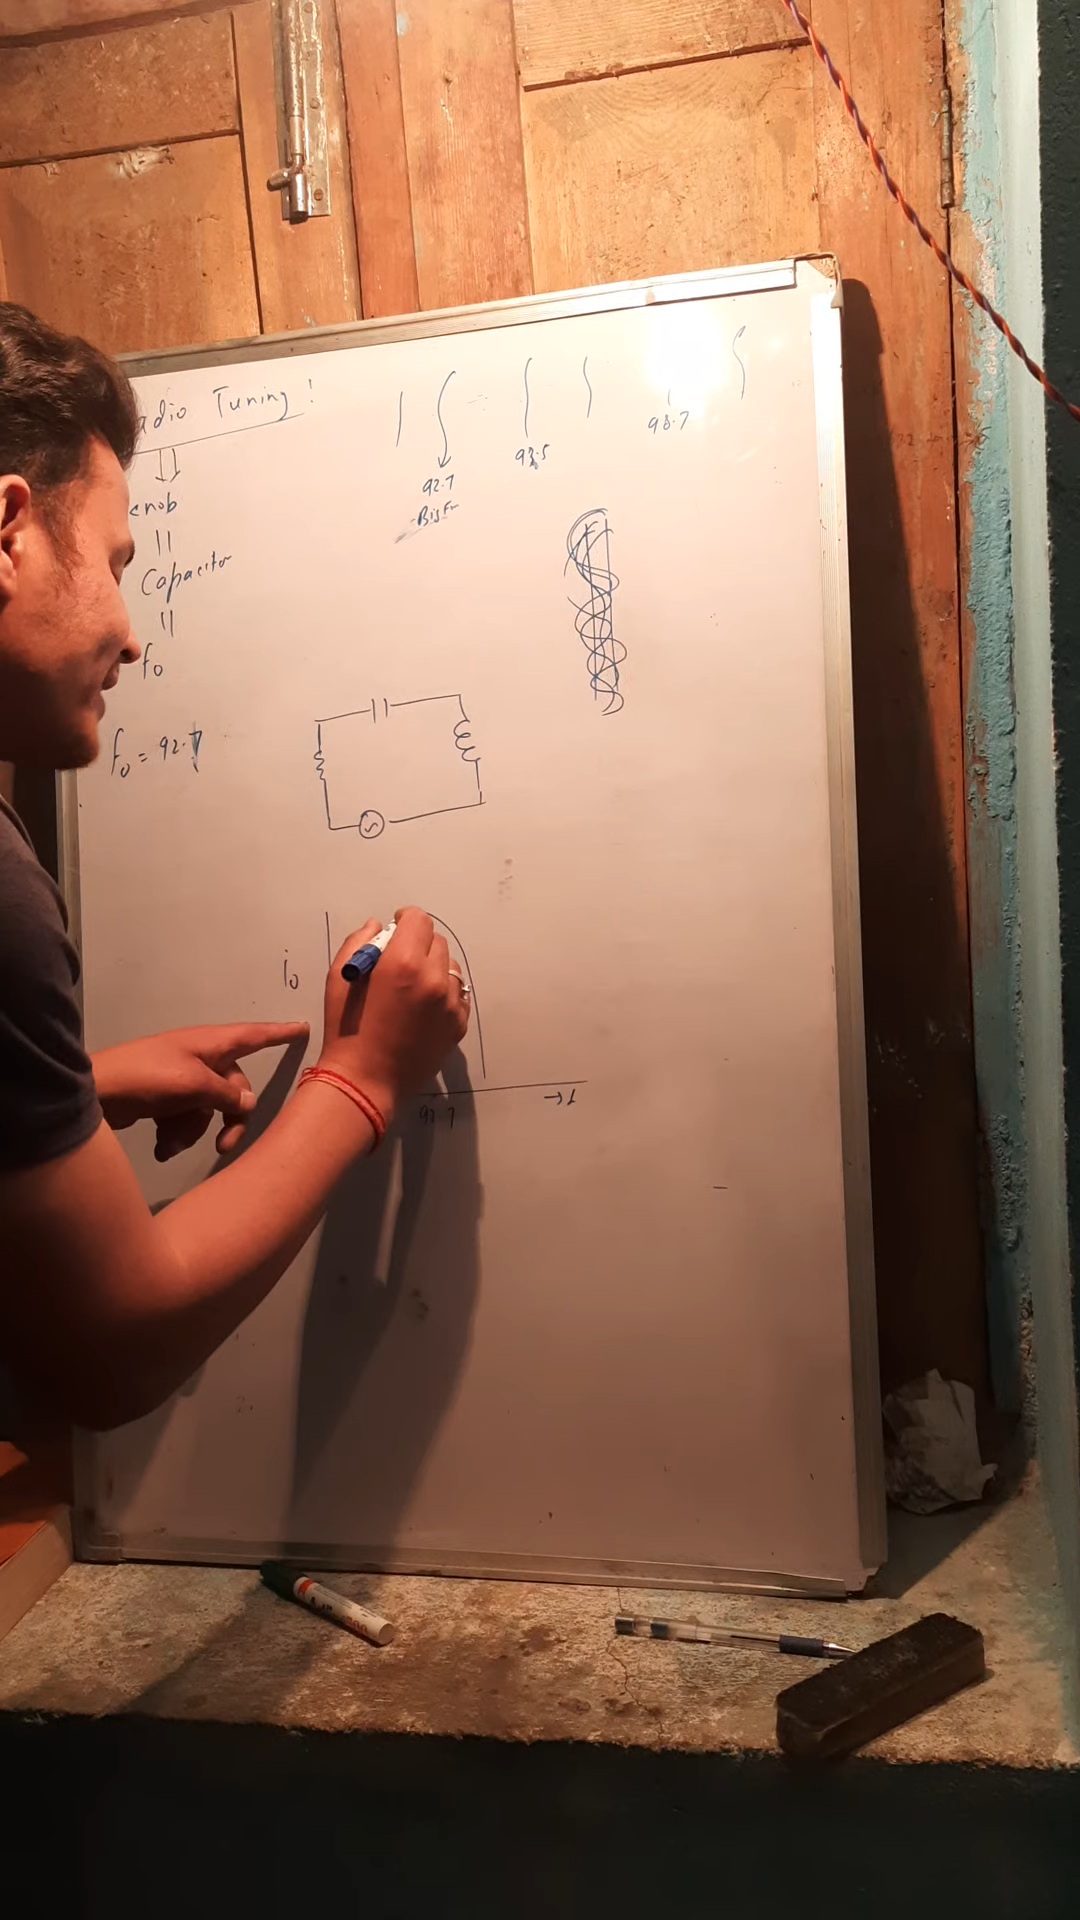 adio Tuning!
knob
Capacitor
f0
f0 = 92.7
92.7
Big Fm
93.5
98.7
i0
92.7
→ f